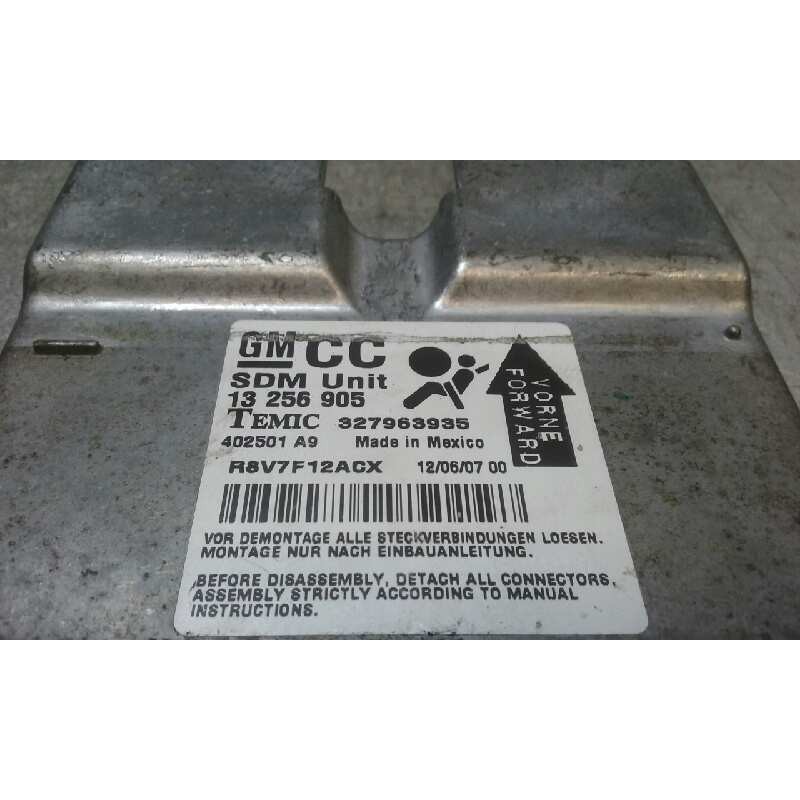 GM CC
SDM Unit
13 256 905
TEMIC 327963935
402501 A9 Made in Mexico
R8V7F12ACX 12/06/07 00
VORNE
FORWARD
VOR DEMONTAGE ALLE STECKVERBINDUNGEN LOESEN.
MONTAGE NUR NACH EINBAUANLEITUNG.
BEFORE DISASSEMBLY, DETACH ALL CONNECTORS.
ASSEMBLY STRICTLY ACCORDING TO MANUAL
INSTRUCTIONS.